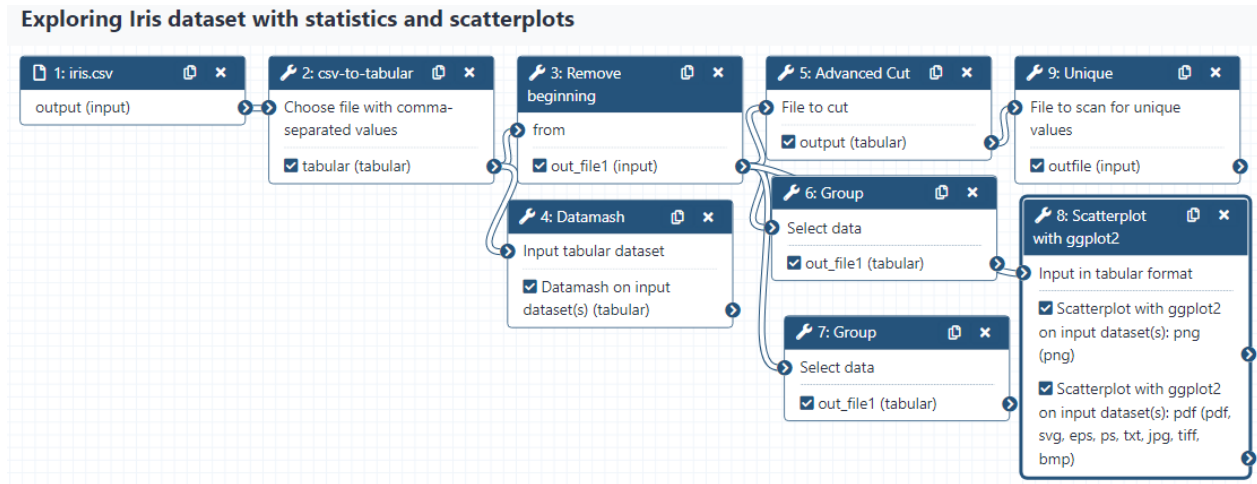 Exploring Iris dataset with statistics and scatterplots
1: iris.csv
output (input)
2: csv-to-tabular
Choose file with comma-
separated values
tabular (tabular)
3: Remove
beginning
from
out_file1 (input)
4: Datamash
Input tabular dataset
Datamash on input
dataset(s) (tabular)
5: Advanced Cut
File to cut
output (tabular)
6: Group
Select data
out_file1 (tabular)
7: Group
Select data
out_file1 (tabular)
9: Unique
File to scan for unique
values
outfile (input)
8: Scatterplot
with ggplot2
Input in tabular format
Scatterplot with ggplot2
on input dataset(s): png
(png)
Scatterplot with ggplot2
on input dataset(s): pdf (pdf,
svg, eps, ps, txt, jpg, tiff,
bmp)